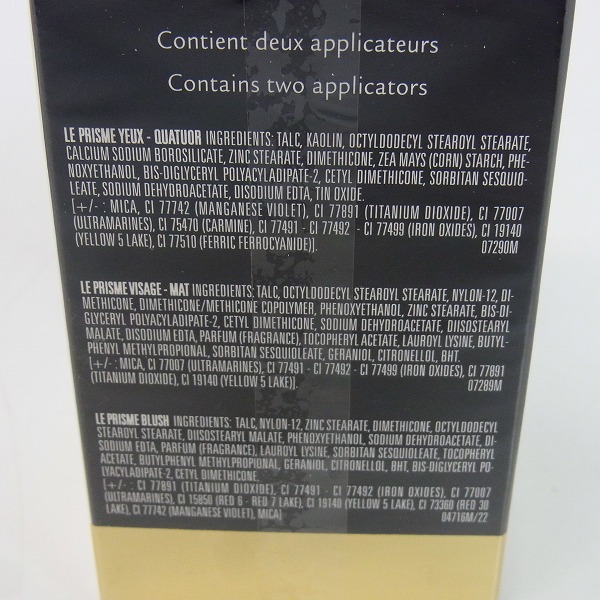 Contient deux applicateurs
Contains two applicators
LE PRISME YEUX - QUATUOR INGREDIENTS: TALC, KAOLIN, OCTYLDODECYL STEAROYL STEARATE,
CALCIUM SODIUM BOROSILICATE, ZINC STEARATE, DIMETHICONE, ZEA MAYS (CORN) STARCH, PHE-
NOXYETHANOL, BIS-DIGLYCERYL POLYACYLADIPATE-2, CETYL DIMETHICONE, SORBITAN SESQUIO-
LEATE, SODIUM DEHYDROACETATE, DISODIUM EDTA, TIN OXIDE.
[+/- : MICA, CI 77742 (MANGANESE VIOLET), CI 77891 (TITANIUM DIOXIDE), CI 77007
(ULTRAMARINES), CI 75470 (CARMINE), CI 77491 - CI 77492 - CI 77499 (IRON OXIDES), CI 19140
(YELLOW 5 LAKE), CI 77510 (FERRIC FERROCYANIDE)]. 07290M
LE PRISME VISAGE - MAT INGREDIENTS: TALC, OCTYLDODECYL STEAROYL STEARATE, NYLON-12, DI-
METHICONE, DIMETHICONE/METHICONE COPOLYMER, PHENOXYETHANOL, ZINC STEARATE, BIS-DI-
GLYCERYL POLYACYLADIPATE-2, CETYL DIMETHICONE, SODIUM DEHYDROACETATE, DIISOSTEARYL
MALATE, DISODIUM EDTA, PARFUM (FRAGRANCE), TOCOPHERYL ACETATE, LAUROYL LYSINE, BUTYL-
PHENYL METHYLPROPIONAL, SORBITAN SESQUIOLEATE, GERANIOL, CITRONELLOL, BHT.
[+/- : MICA, CI 77007 (ULTRAMARINES), CI 77491 - CI 77492 - CI 77499 (IRON OXIDES), CI 77891
(TITANIUM DIOXIDE), CI 19140 (YELLOW 5 LAKE)]. 07289M
LE PRISME BLUSH INGREDIENTS: TALC, NYLON-12, ZINC STEARATE, DIMETHICONE, OCTYLDODECYL
STEAROYL STEARATE, DIISOSTEARYL MALATE, PHENOXYETHANOL, SODIUM DEHYDROACETATE, DI-
SODIUM EDTA, PARFUM (FRAGRANCE), LAUROYL LYSINE, SORBITAN SESQUIOLEATE, TOCOPHERYL
ACETATE, BUTYLPHENYL METHYLPROPIONAL, GERANIOL, CITRONELLOL, BHT, BIS-DIGLYCERYL PO-
LYACYLADIPATE-2, CETYL DIMETHICONE.
[+/- : CI 77891 (TITANIUM DIOXIDE), CI 77491 - CI 77492 (IRON OXIDES), CI 77007
(ULTRAMARINES), CI 15850 (RED 6 - RED 7 LAKE), CI 19140 (YELLOW 5 LAKE), CI 73360 (RED 30
LAKE), CI 77742 (MANGANESE VIOLET), MICA] 04716M/22